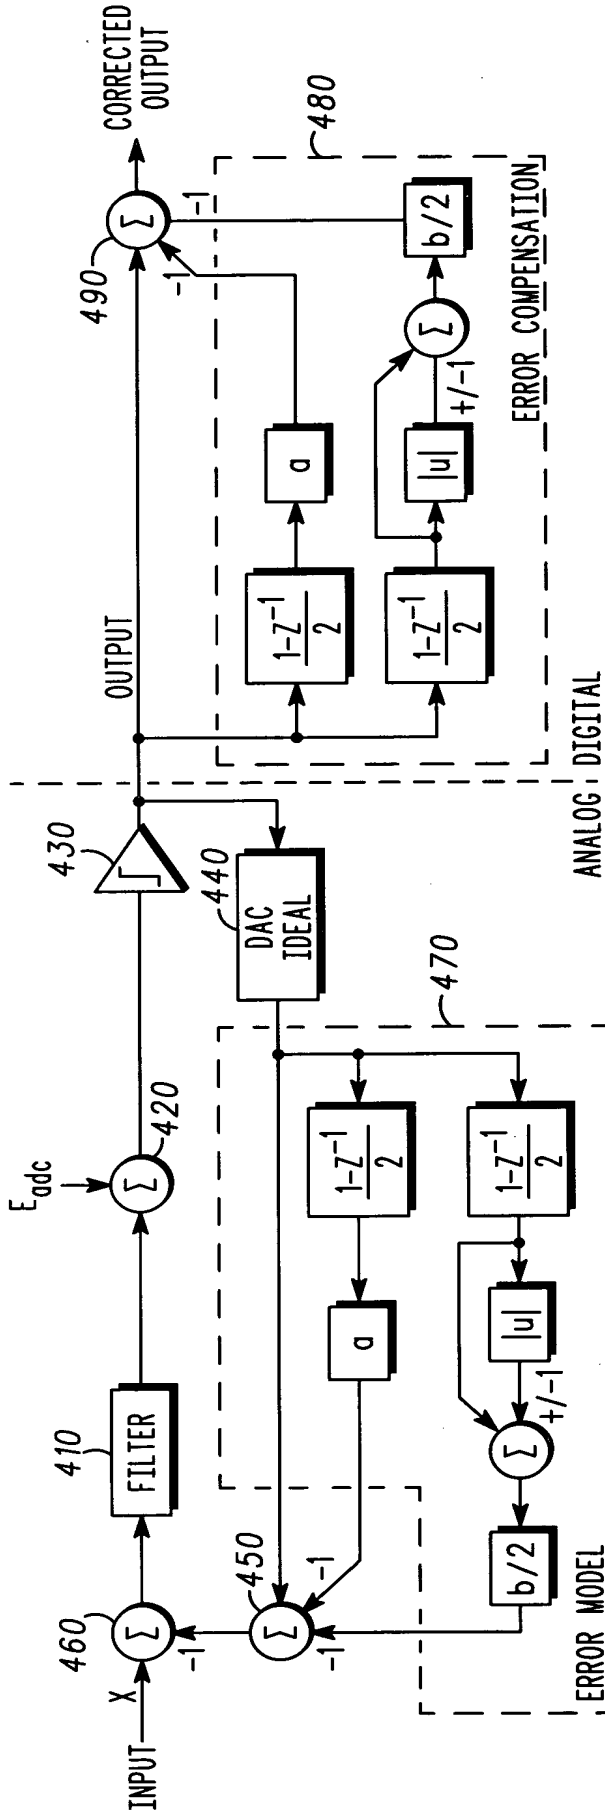 INPUT
X
460
-1
410
FILTER
E_adc
420
430
OUTPUT
490
CORRECTED
OUTPUT
-1
-1
450
-1
-1
440
DAC
IDEAL
1-Z^-1
2
a
1-Z^-1
2
|u|
+/-1
Σ
b/2
ERROR MODEL
470
ANALOG
DIGITAL
1-Z^-1
2
a
1-Z^-1
2
|u|
+/-1
Σ
b/2
ERROR COMPENSATION
480
Σ
Σ
Σ
Σ